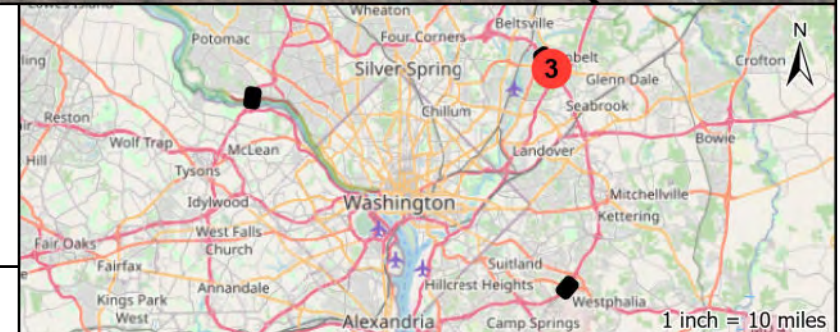 Wheaton
Beltsville
Potomac
Four Corners
N
Crofton
Silver Spring
3
Glenn Dale
Seabrook
Chillum
Reston
Wolf Trap
McLean
Landover
Bowie
Hill
Tysons
Idylwood
Washington
Mitchellville
Kettering
West Falls
Church
Fair Oaks
Fairfax
Suitland
Annandale
Hillcrest Heights
Westphalia
Kings Park
West
Alexandria
Camp Springs
1 inch = 10 miles